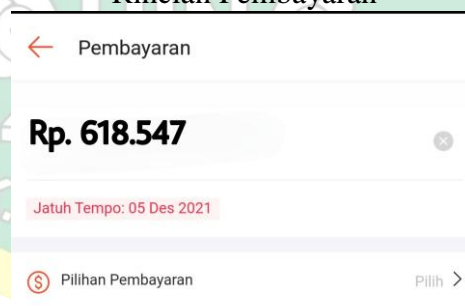 Rincian Pembayaran
Pembayaran
Rp. 618.547
Jatuh Tempo: 05 Des 2021
Pilihan Pembayaran
Pilih >